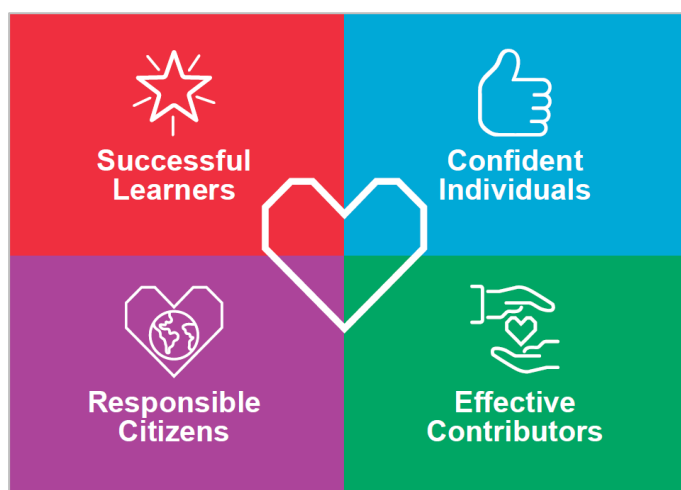 Successful
Learners
Confident
Individuals
Responsible
Citizens
Effective
Contributors